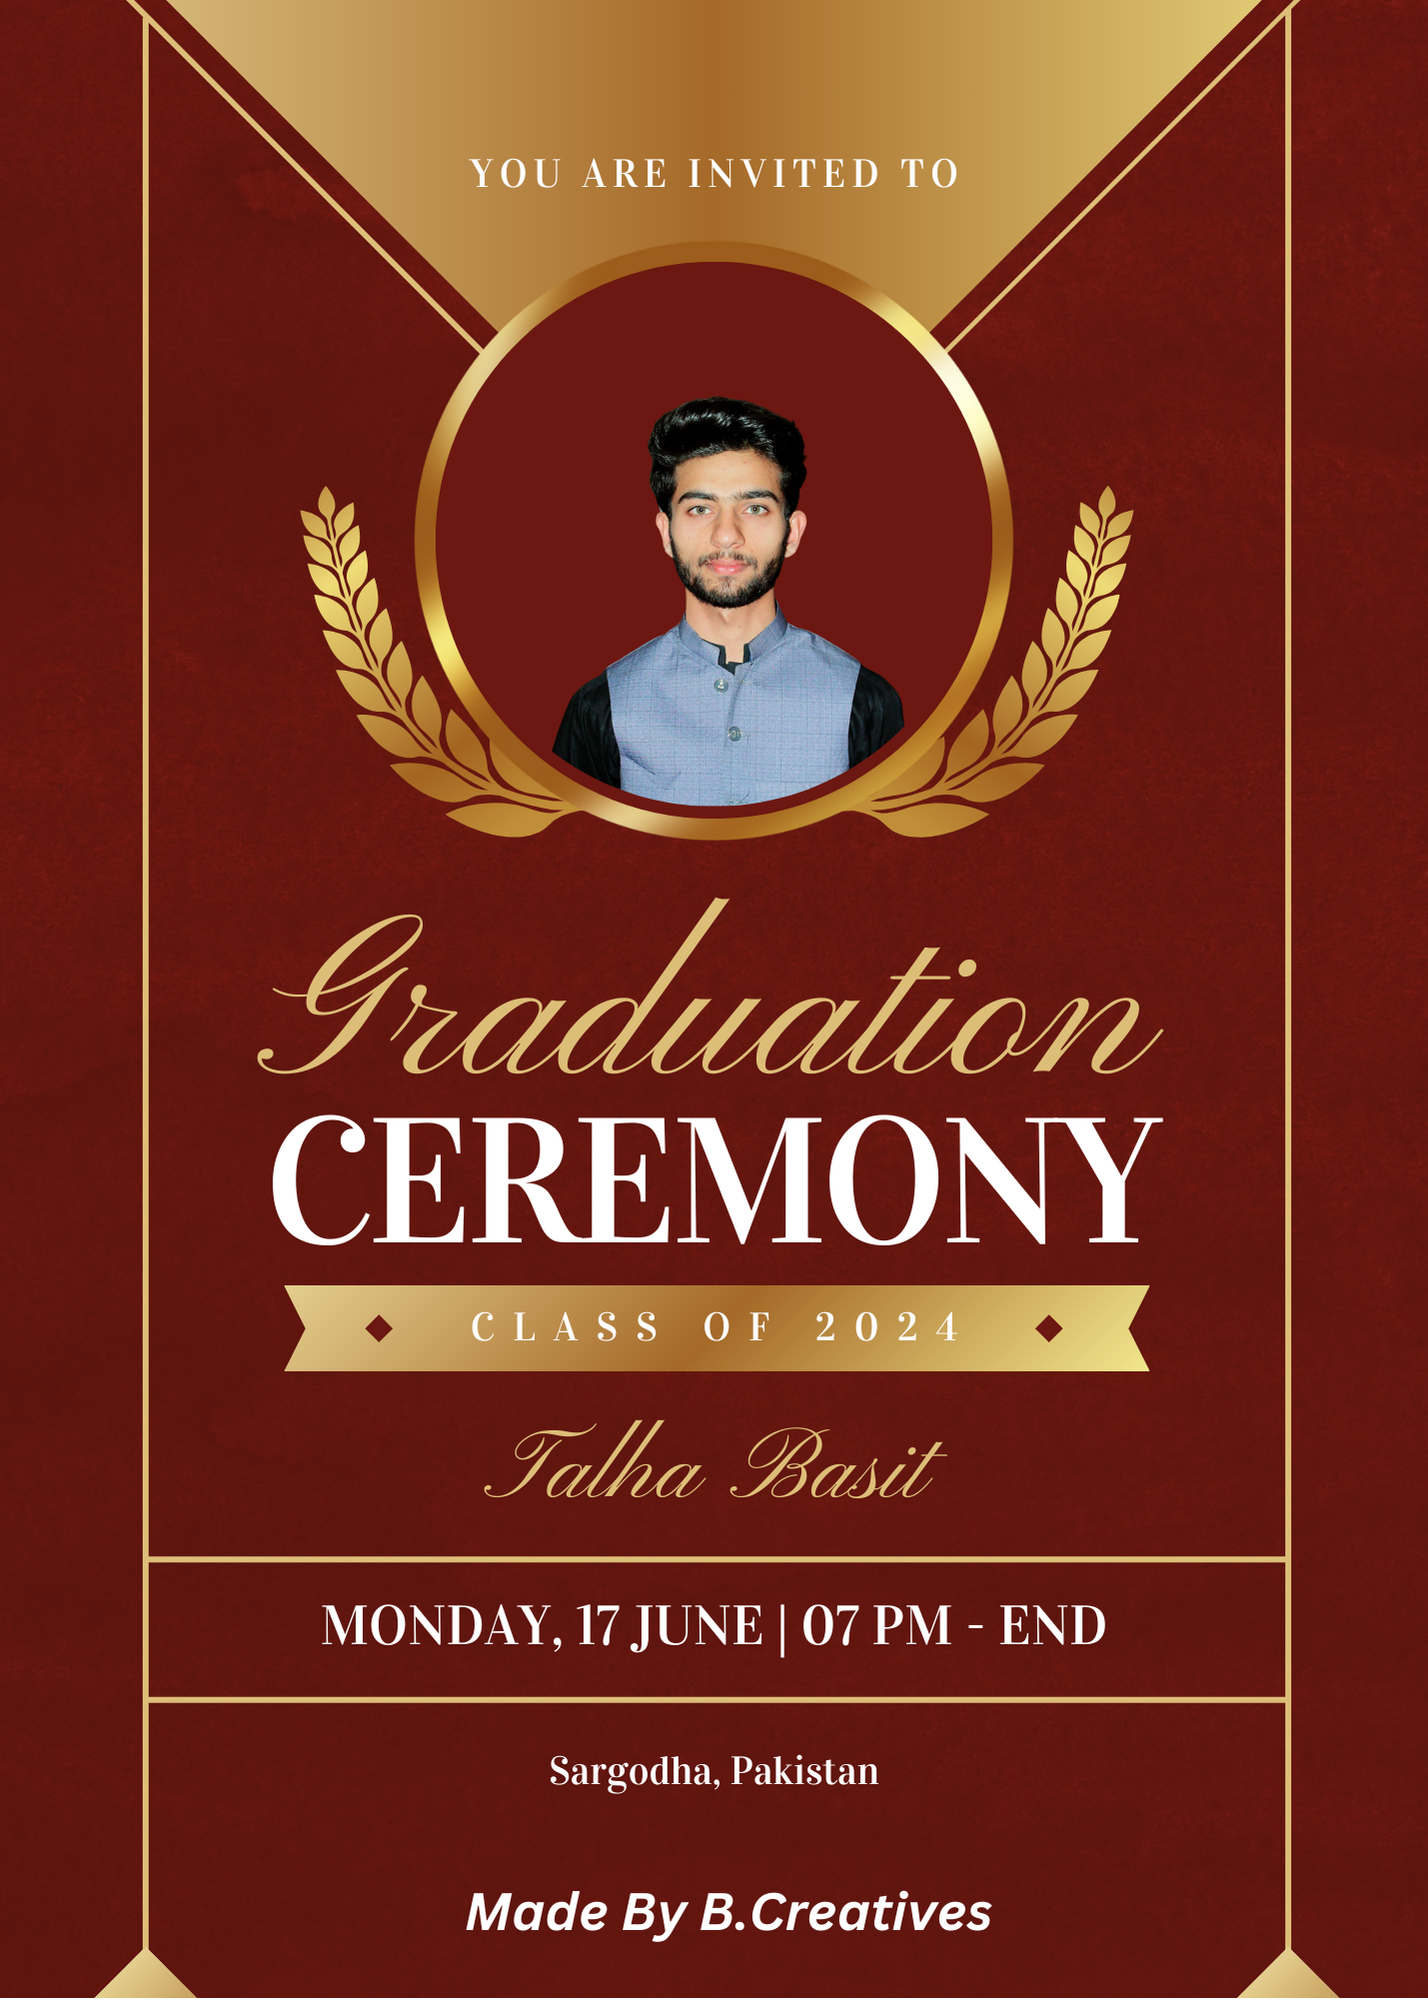 YOU ARE INVITED TO
Graduation
CEREMONY
CLASS OF 2024
Talha Basit
MONDAY, 17 JUNE | 07 PM - END
Sargodha, Pakistan
Made By B.Creatives